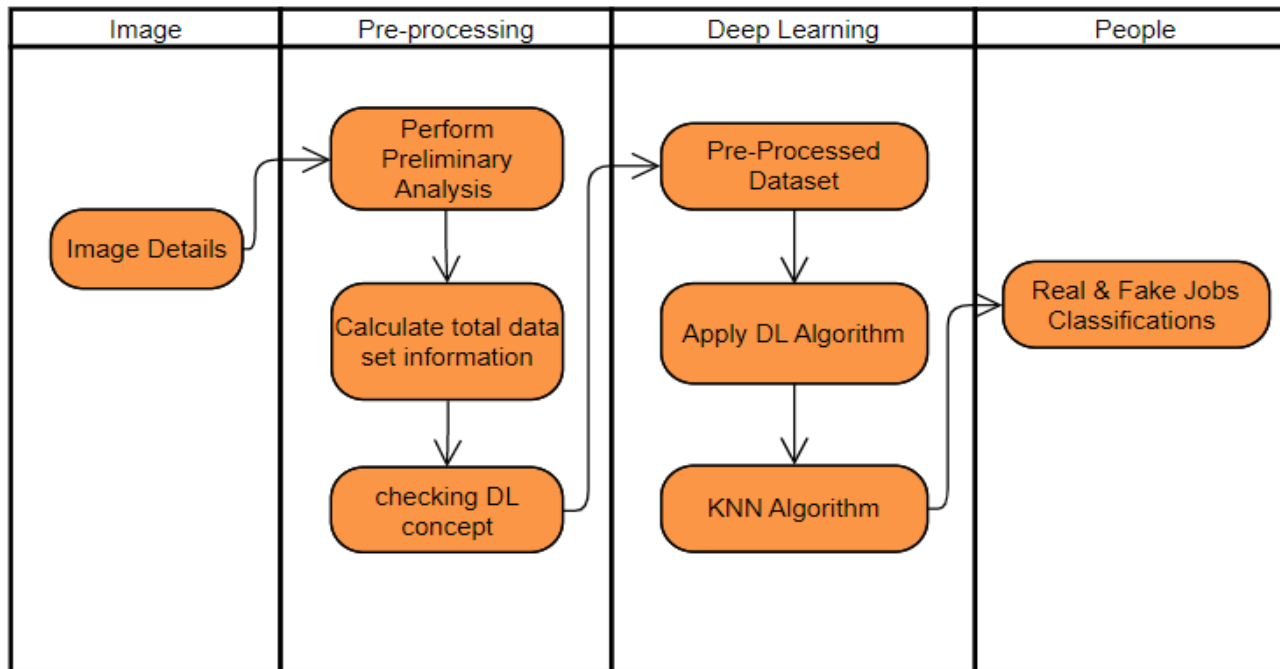 Image
Pre-processing
Deep Learning
People
Image Details
Perform
Preliminary
Analysis
Calculate total data
set information
checking DL
concept
Pre-Processed
Dataset
Apply DL Algorithm
KNN Algorithm
Real & Fake Jobs
Classifications